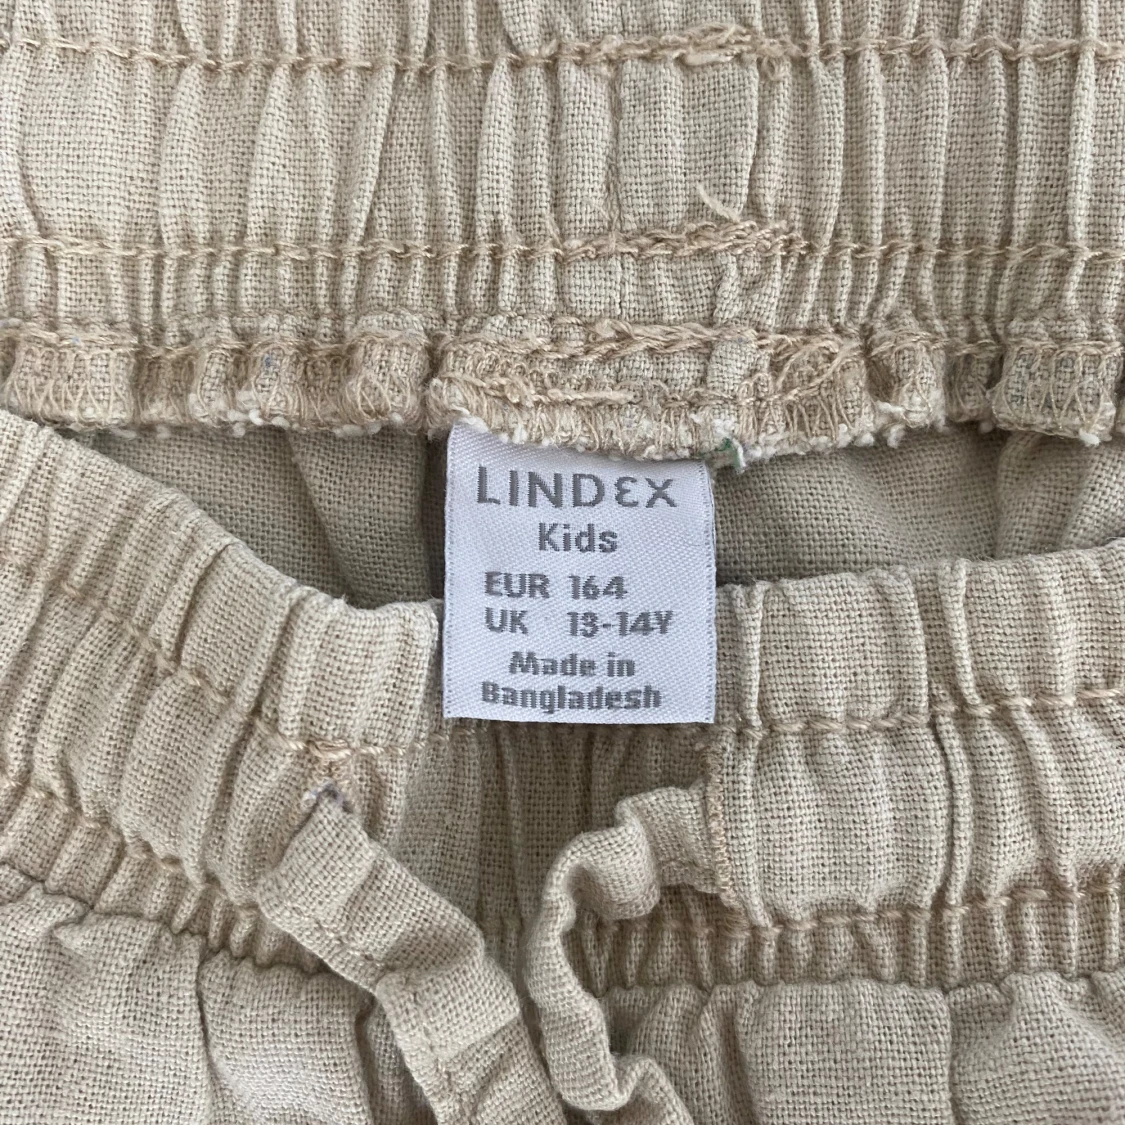 LINDEX
Kids
EUR 164
UK 13-14Y
Made in
Bangladesh